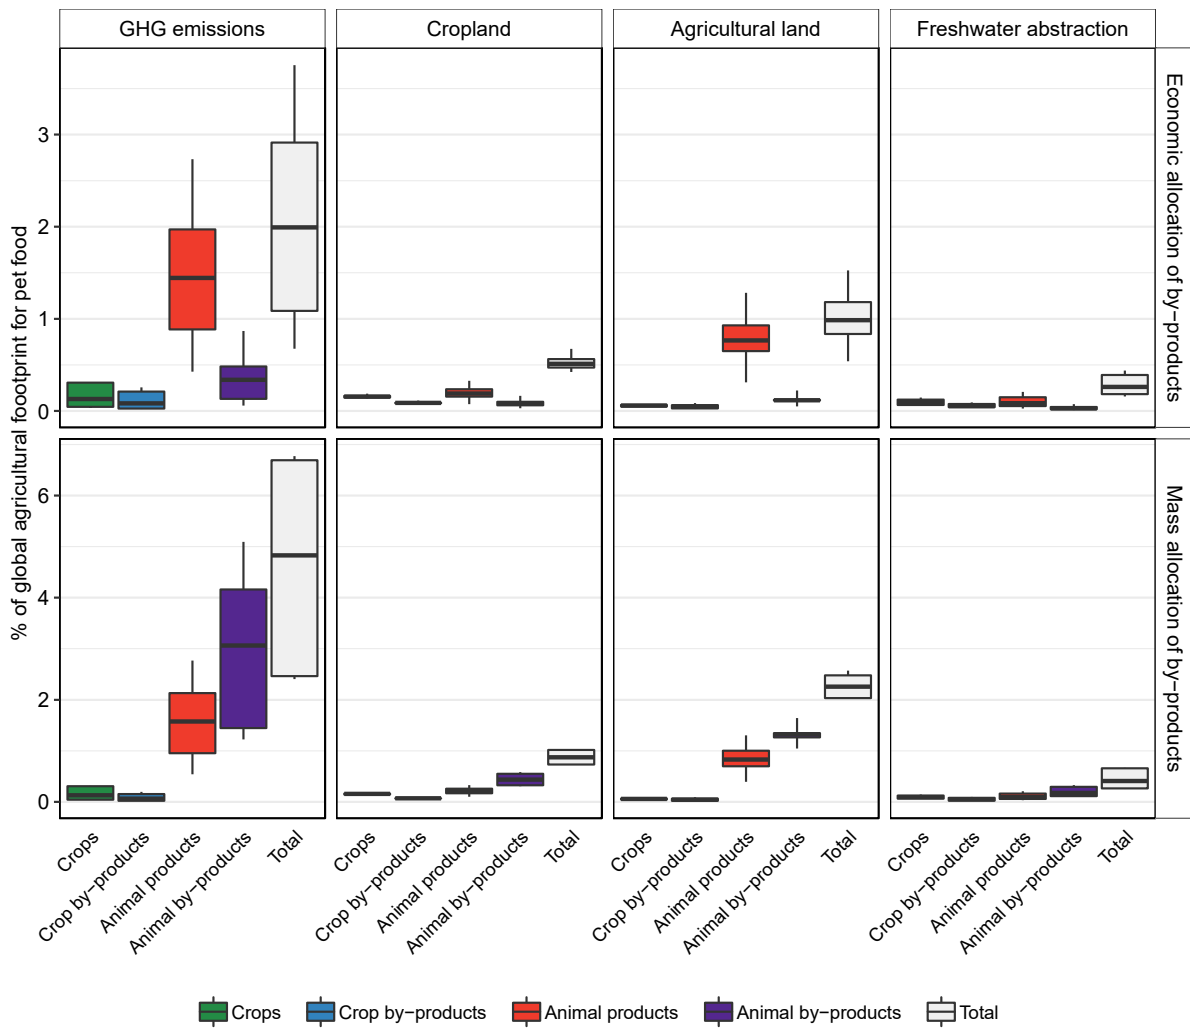 GHG emissions
Cropland
Agricultural land
Freshwater abstraction
% of global agricultural foootprint for pet food
3
2
1
0
Economic allocation of by−products
6
4
2
0
Mass allocation of by−products
Crops
Crop by−products
Animal products
Animal by−products
Total
Crops
Crop by−products
Animal products
Animal by−products
Total
Crops
Crop by−products
Animal products
Animal by−products
Total
Crops
Crop by−products
Animal products
Animal by−products
Total
Crops
Crop by−products
Animal products
Animal by−products
Total